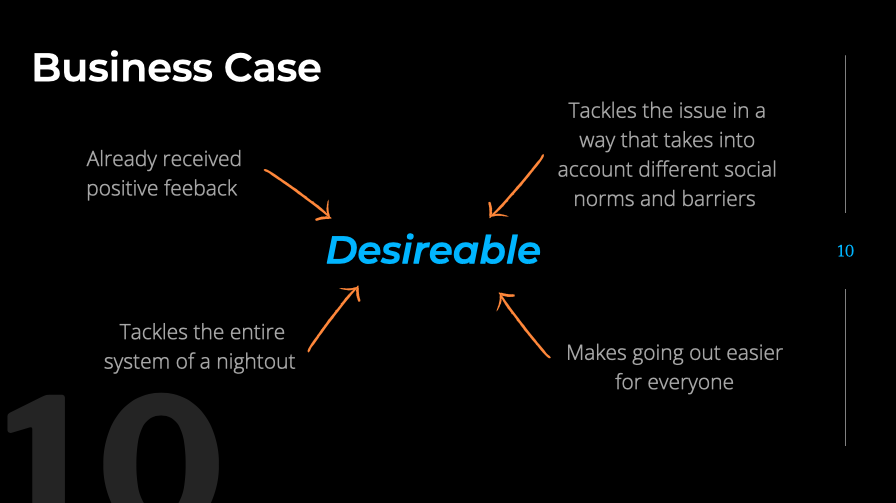 Business Case
Already received
positive feeback
Tackles the issue in a
way that takes into
account different social
norms and barriers
Desireable
10
Tackles the entire
system of a nightout
Makes going out easier
for everyone
10